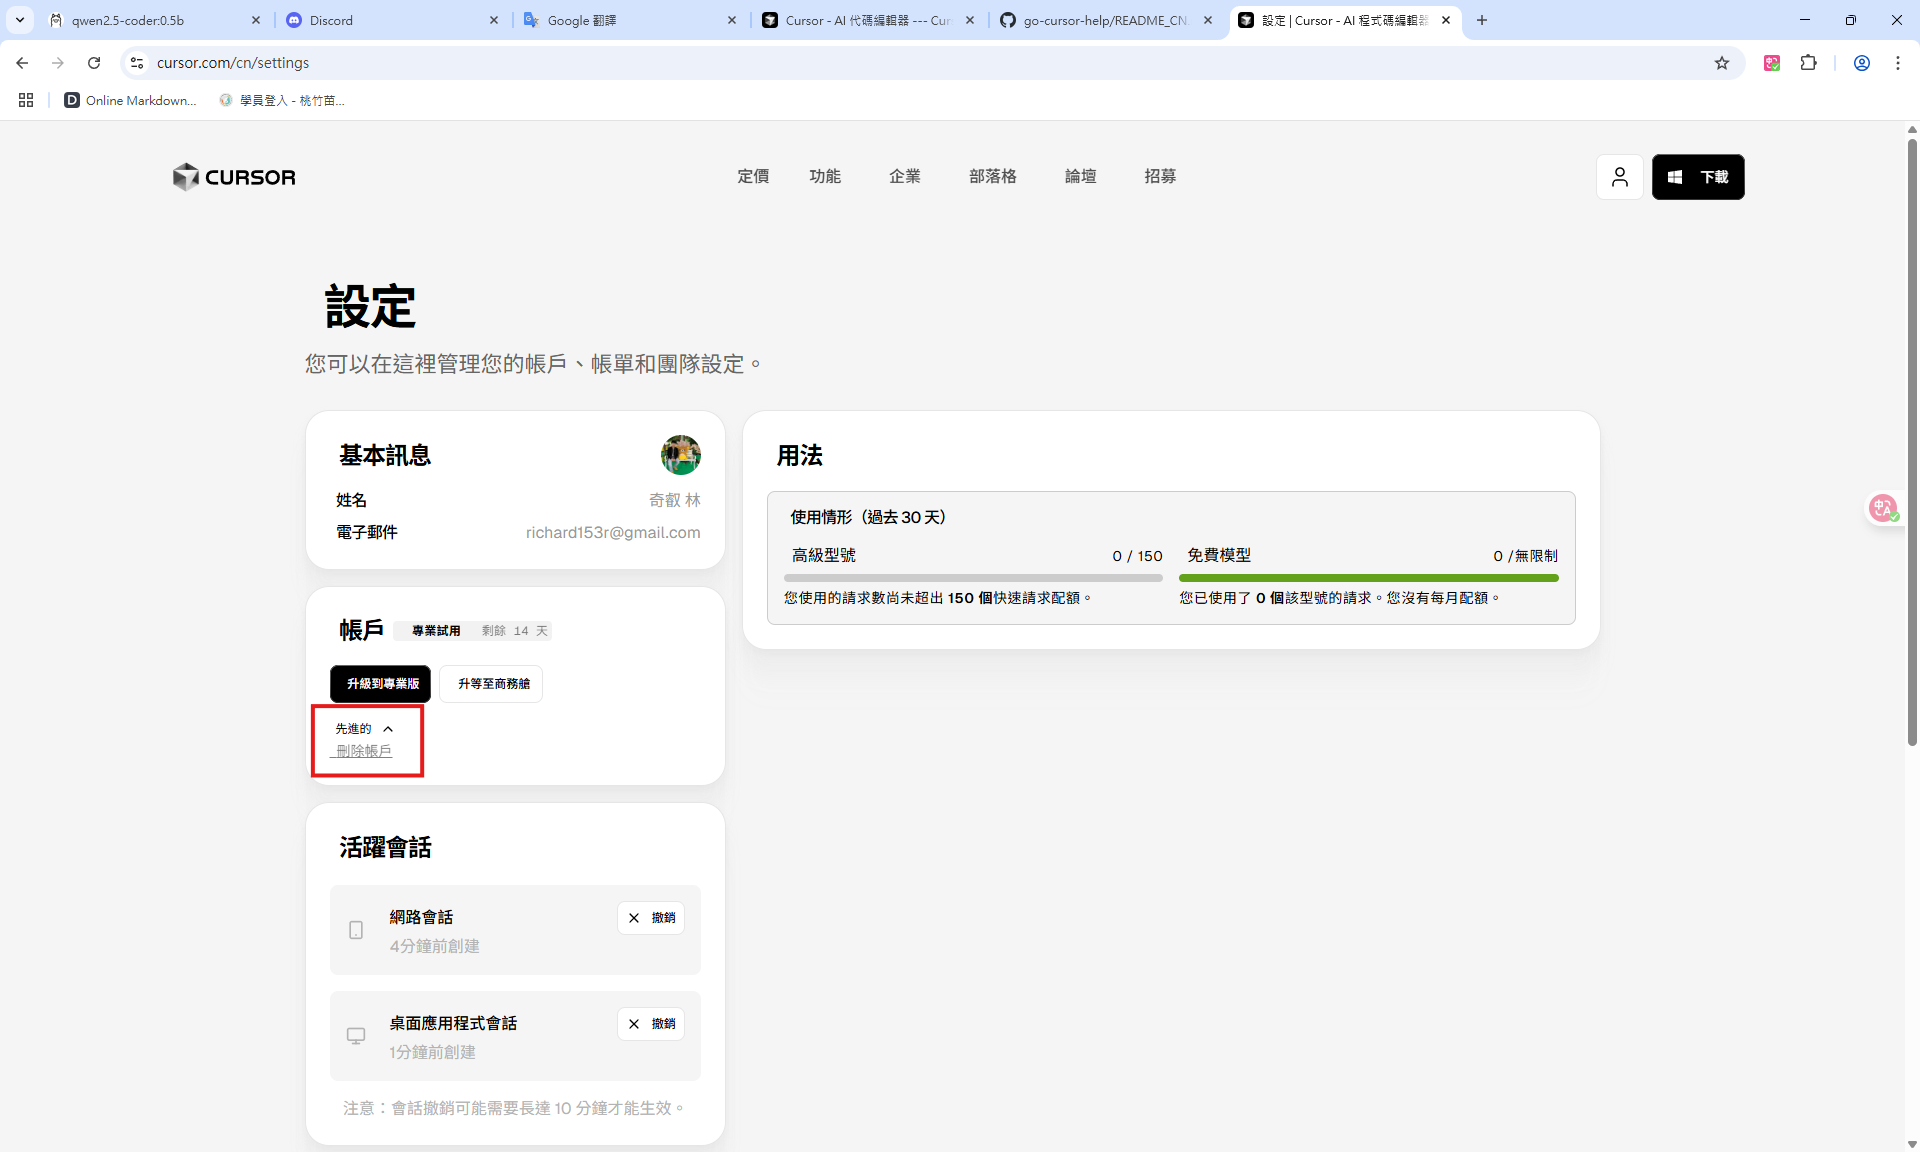 qwen2.5-coder:0.5b
Discord
Google 翻譯
Cursor - AI 代碼編輯器 --- Cur
go-cursor-help/README_CN.
設定 | Cursor - AI 程式碼編輯器
cursor.com/cn/settings
Online Markdown...
學員登入 - 桃竹苗...
CURSOR
定價
功能
企業
部落格
論壇
招募
下載
設定
您可以在這裡管理您的帳戶、帳單和團隊設定。
基本訊息
姓名
奇叡 林
電子郵件
richard153r@gmail.com
帳戶
專業試用
剩餘 14 天
升級到專業版
升等至商務艙
先進的
刪除帳戶
活躍會話
網路會話
4分鐘前創建
撤銷
桌面應用程式會話
1分鐘前創建
撤銷
注意：會話撤銷可能需要長達 10 分鐘才能生效。
用法
使用情形（過去 30 天）
高級型號
0 / 150
您使用的請求數尚未超出 150 個快速請求配額。
免費模型
0 /無限制
您已使用了 0 個該型號的請求。您沒有每月配額。